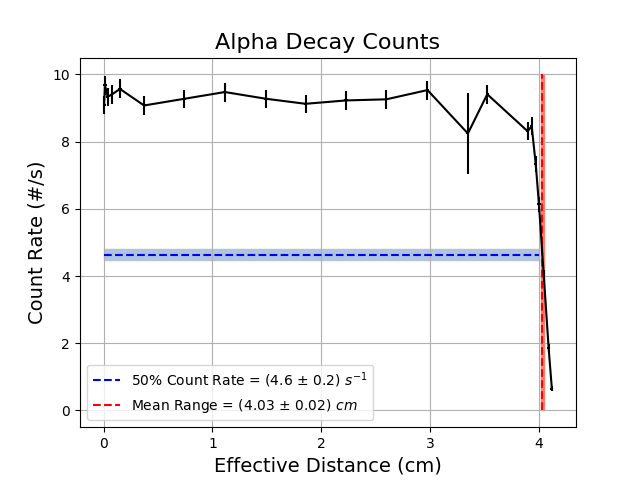 Alpha Decay Counts
Count Rate (#/s)
10
8
6
4
2
0
50% Count Rate = (4.6 ± 0.2) s⁻¹
Mean Range = (4.03 ± 0.02) cm
0 1 2 3 4
Effective Distance (cm)